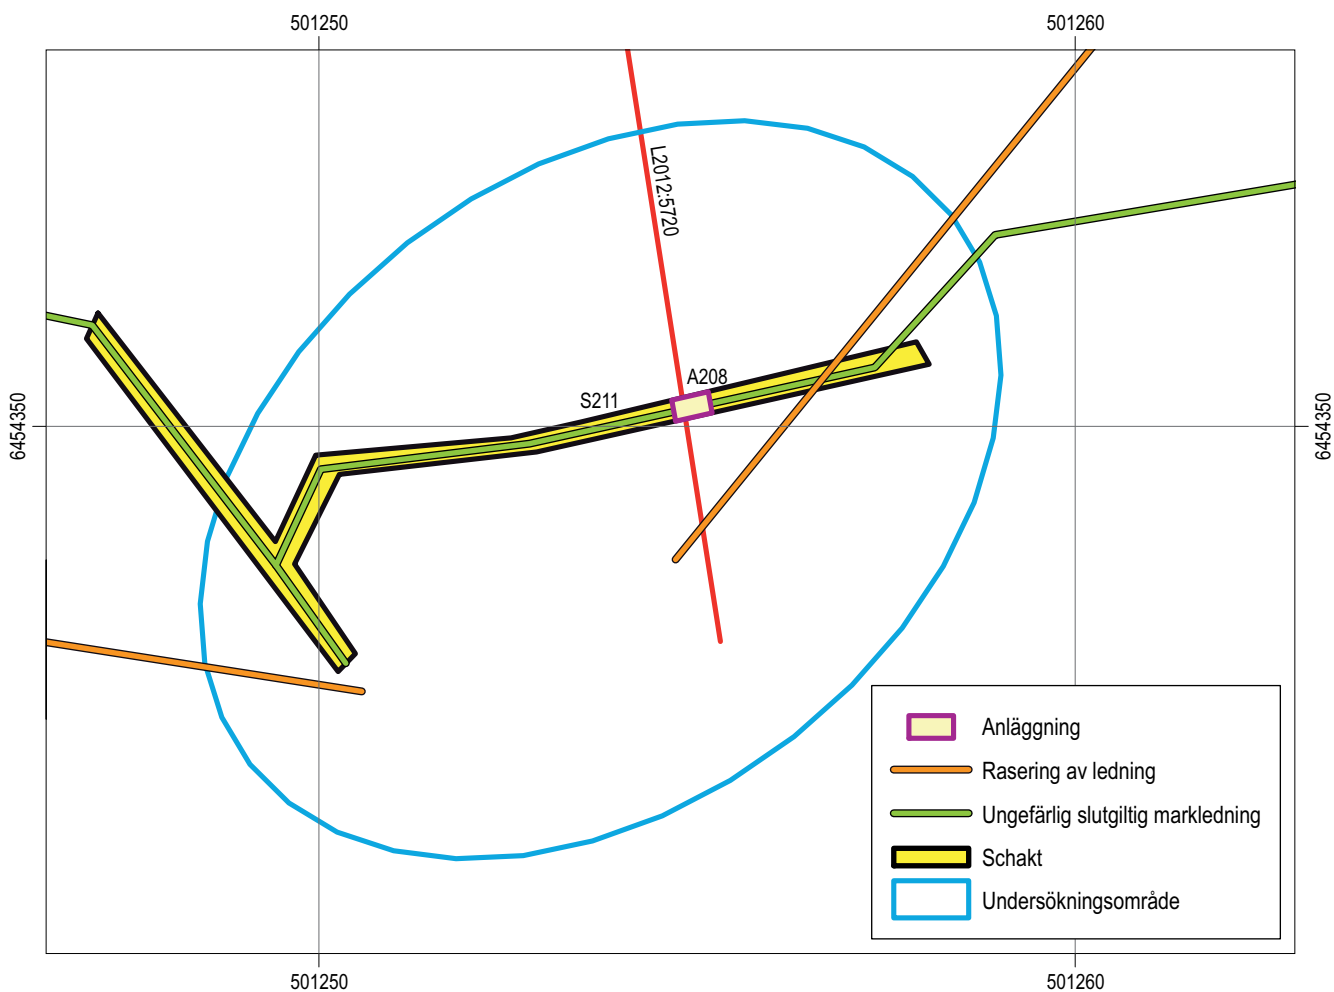 501250
501260
L2012:5720
A208
S211
6454350
6454350
Anläggning
Rasering av ledning
Ungefärlig slutgiltig markledning
Schakt
Undersökningsområde
501250
501260